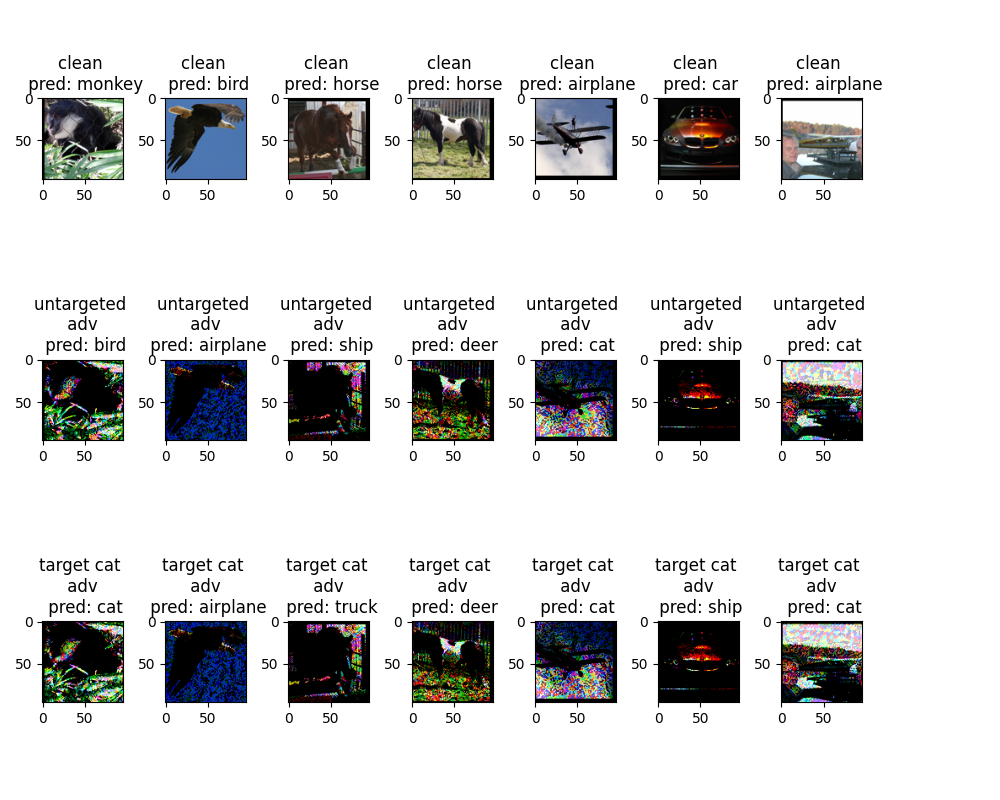 clean clean clean clean clean clean clean
pred: monkey pred: bird pred: horse pred: horse pred: airplane pred: car pred: airplane
0 0 0 0 0 0 0
50 50 50 50 50 50 50
0 50 0 50 0 50 0 50 0 50 0 50 0 50
untargeted untargeted untargeted untargeted untargeted untargeted untargeted
adv adv adv adv adv adv adv
pred: bird pred: airplane pred: ship pred: deer pred: cat pred: ship pred: cat
0 0 0 0 0 0 0
50 50 50 50 50 50 50
0 50 0 50 0 50 0 50 0 50 0 50 0 50
target cat target cat target cat target cat target cat target cat target cat
adv adv adv adv adv adv adv
pred: cat pred: airplane pred: truck pred: deer pred: cat pred: ship pred: cat
0 0 0 0 0 0 0
50 50 50 50 50 50 50
0 50 0 50 0 50 0 50 0 50 0 50 0 50